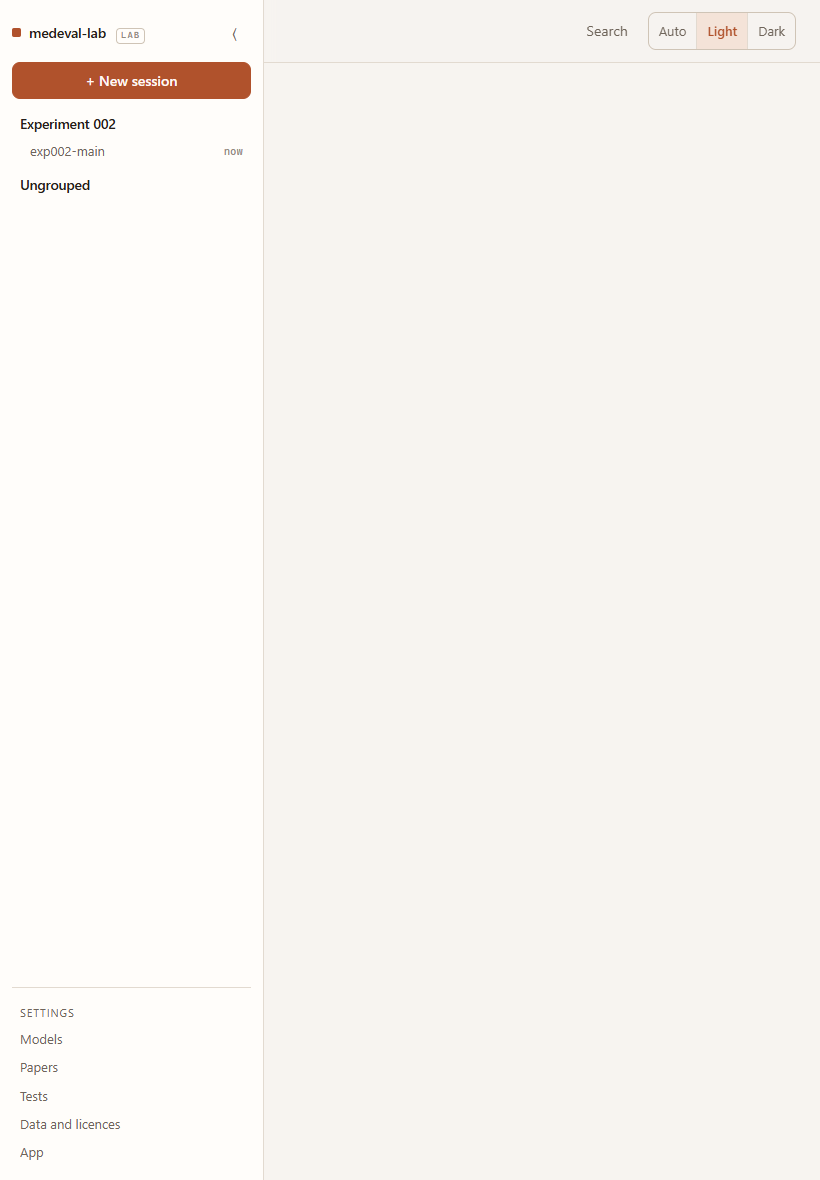 medeval-lab LAB
Search Auto Light Dark
+ New session
Experiment 002
exp002-main now
Ungrouped
SETTINGS
Models
Papers
Tests
Data and licences
App